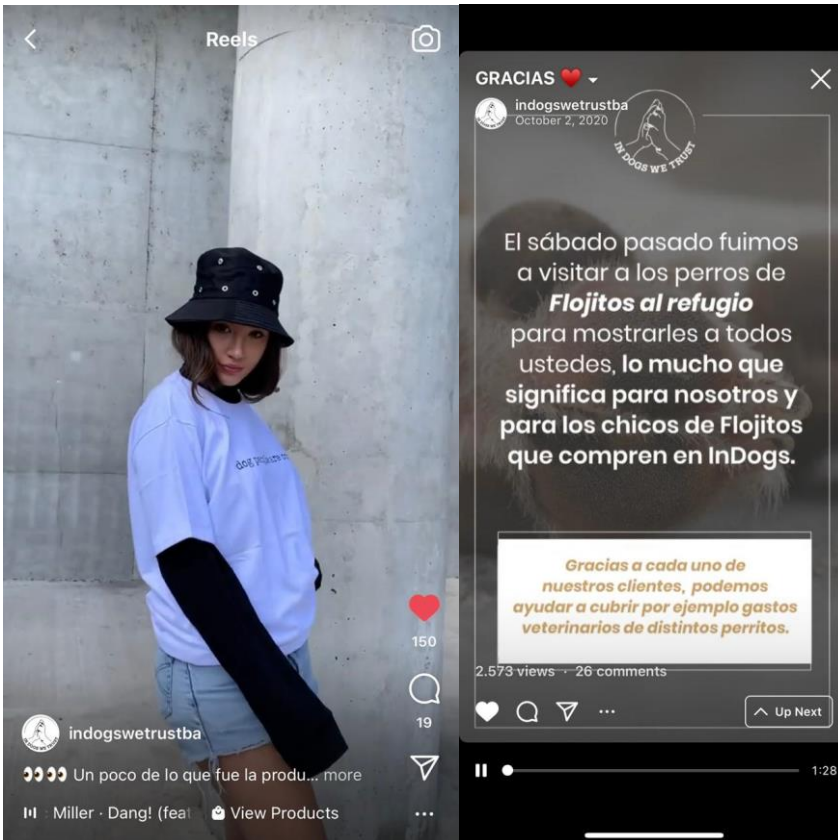 Reels
dog
150
19
indogswetrustba
👀👀 Un poco de lo que fue la produ... more
Miller · Dang! (feat
View Products
GRACIAS ❤️
indogswetrustba
October 2, 2020
IN DOGS WE TRUST
El sábado pasado fuimos
a visitar a los perros de
Flojitos al refugio
para mostrarles a todos
ustedes, lo mucho que
significa para nosotros y
para los chicos de Flojitos
que compren en InDogs.
Gracias a cada uno de
nuestros clientes, podemos
ayudar a cubrir por ejemplo gastos
veterinarios de distintos perritos.
2.573 views · 26 comments
Up Next
1:28